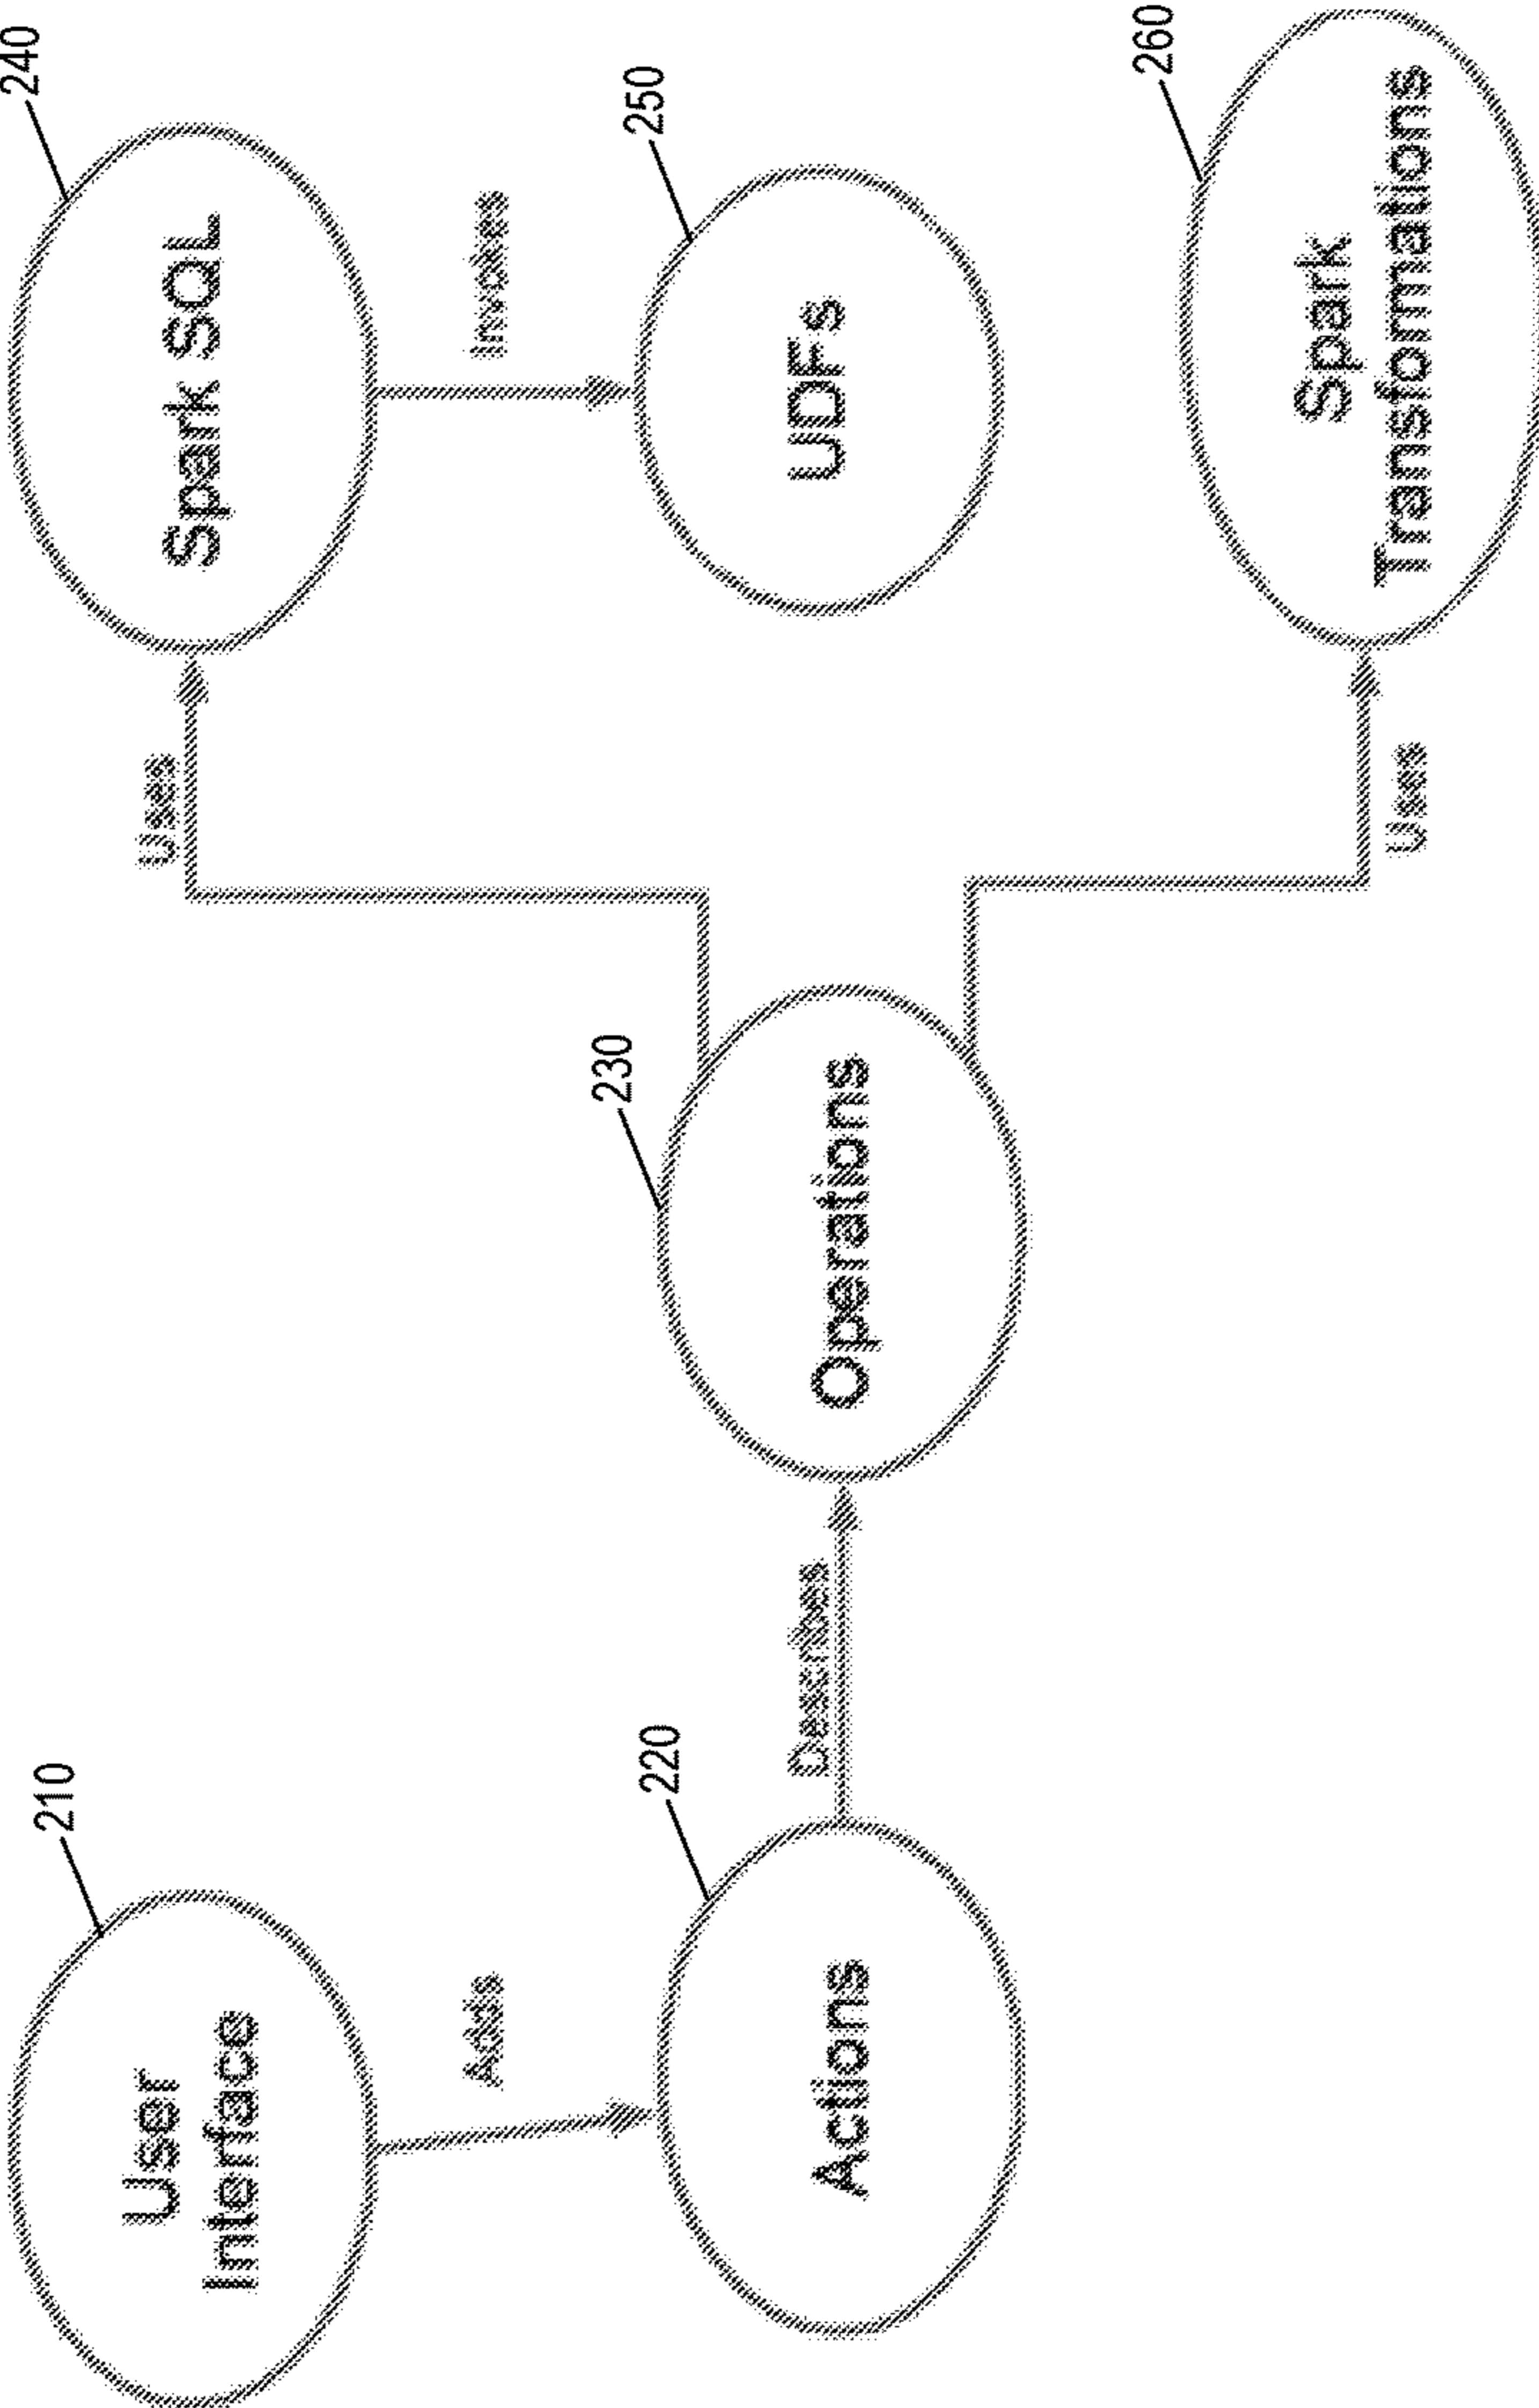 210
User
Interface
Adds
220
Actions
Describes
230
Operations
Uses
240
Spark SQL
Invokes
250
UDFs
Uses
260
Spark
Transformations